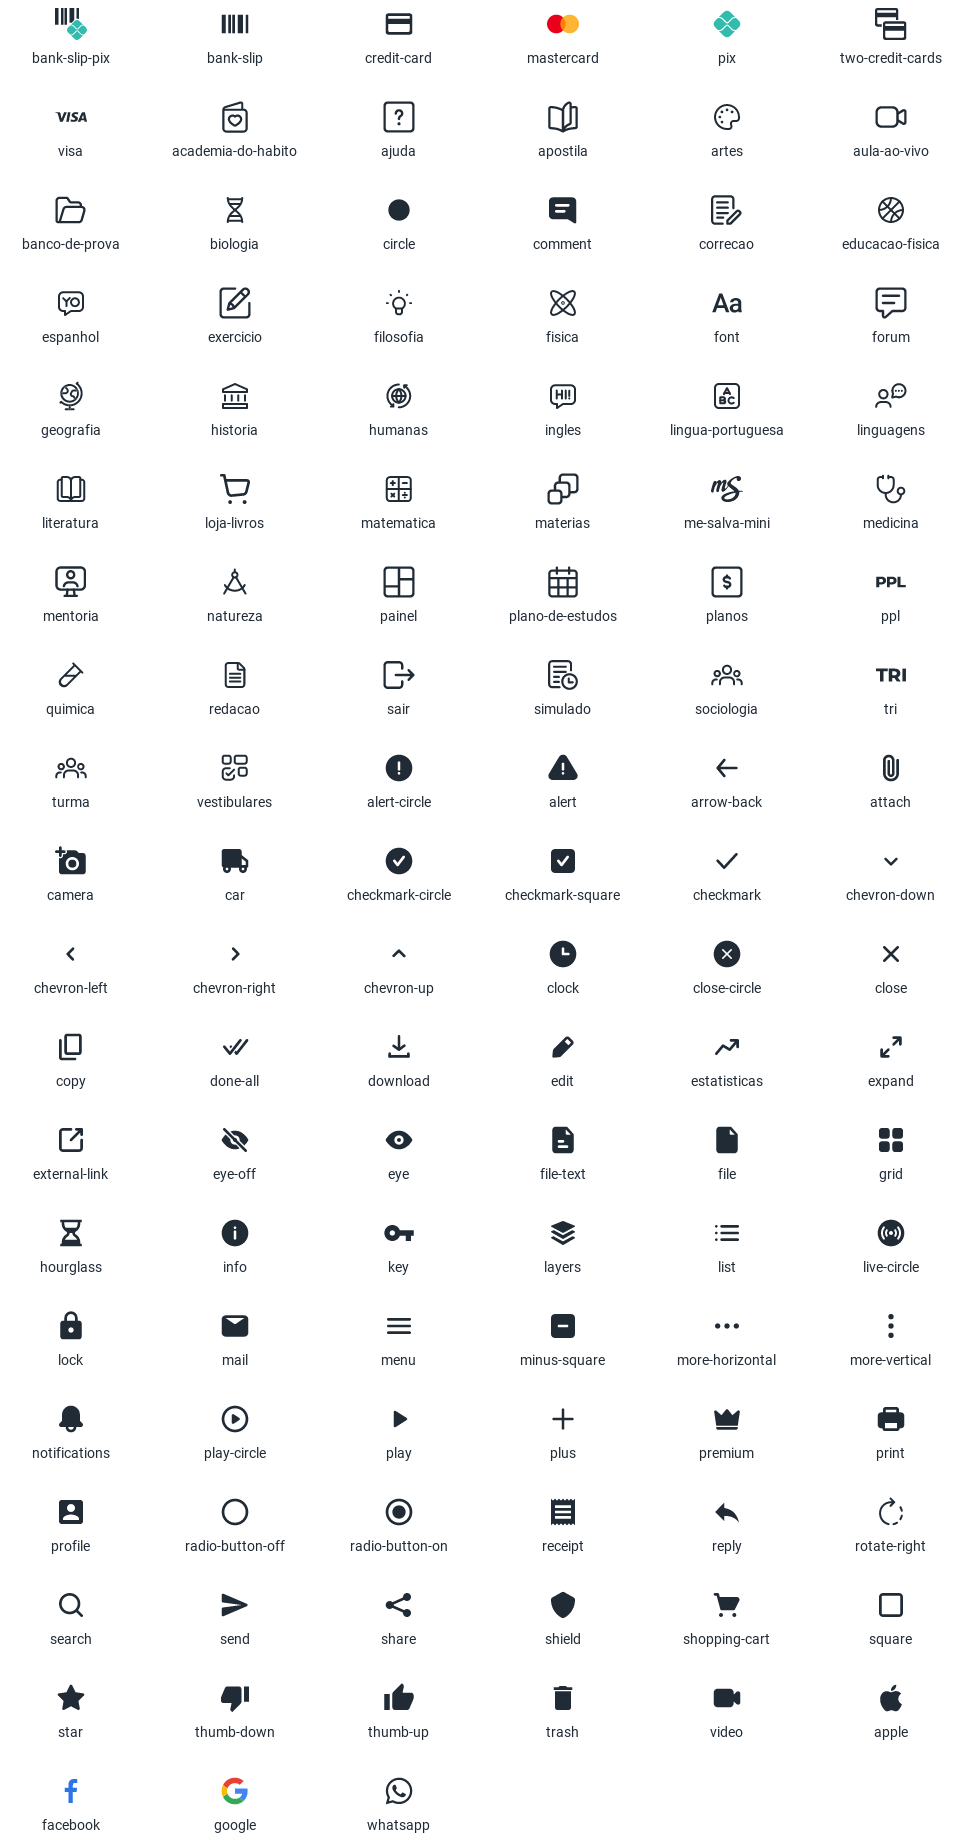 bank-slip-pix bank-slip credit-card mastercard pix two-credit-cards
VISA
visa academia-do-habito ajuda apostila artes aula-ao-vivo
banco-de-prova biologia circle comment correcao educacao-fisica
YO Aa
espanhol exercicio filosofia fisica font forum
HI! A BC
geografia historia humanas ingles lingua-portuguesa linguagens
mS
literatura loja-livros matematica materias me-salva-mini medicina
$ PPL
mentoria natureza painel plano-de-estudos planos ppl
TRI
quimica redacao sair simulado sociologia tri
turma vestibulares alert-circle alert arrow-back attach
camera car checkmark-circle checkmark-square checkmark chevron-down
chevron-left chevron-right chevron-up clock close-circle close
copy done-all download edit estatisticas expand
external-link eye-off eye file-text file grid
hourglass info key layers list live-circle
lock mail menu minus-square more-horizontal more-vertical
notifications play-circle play plus premium print
profile radio-button-off radio-button-on receipt reply rotate-right
search send share shield shopping-cart square
star thumb-down thumb-up trash video apple
facebook google whatsapp